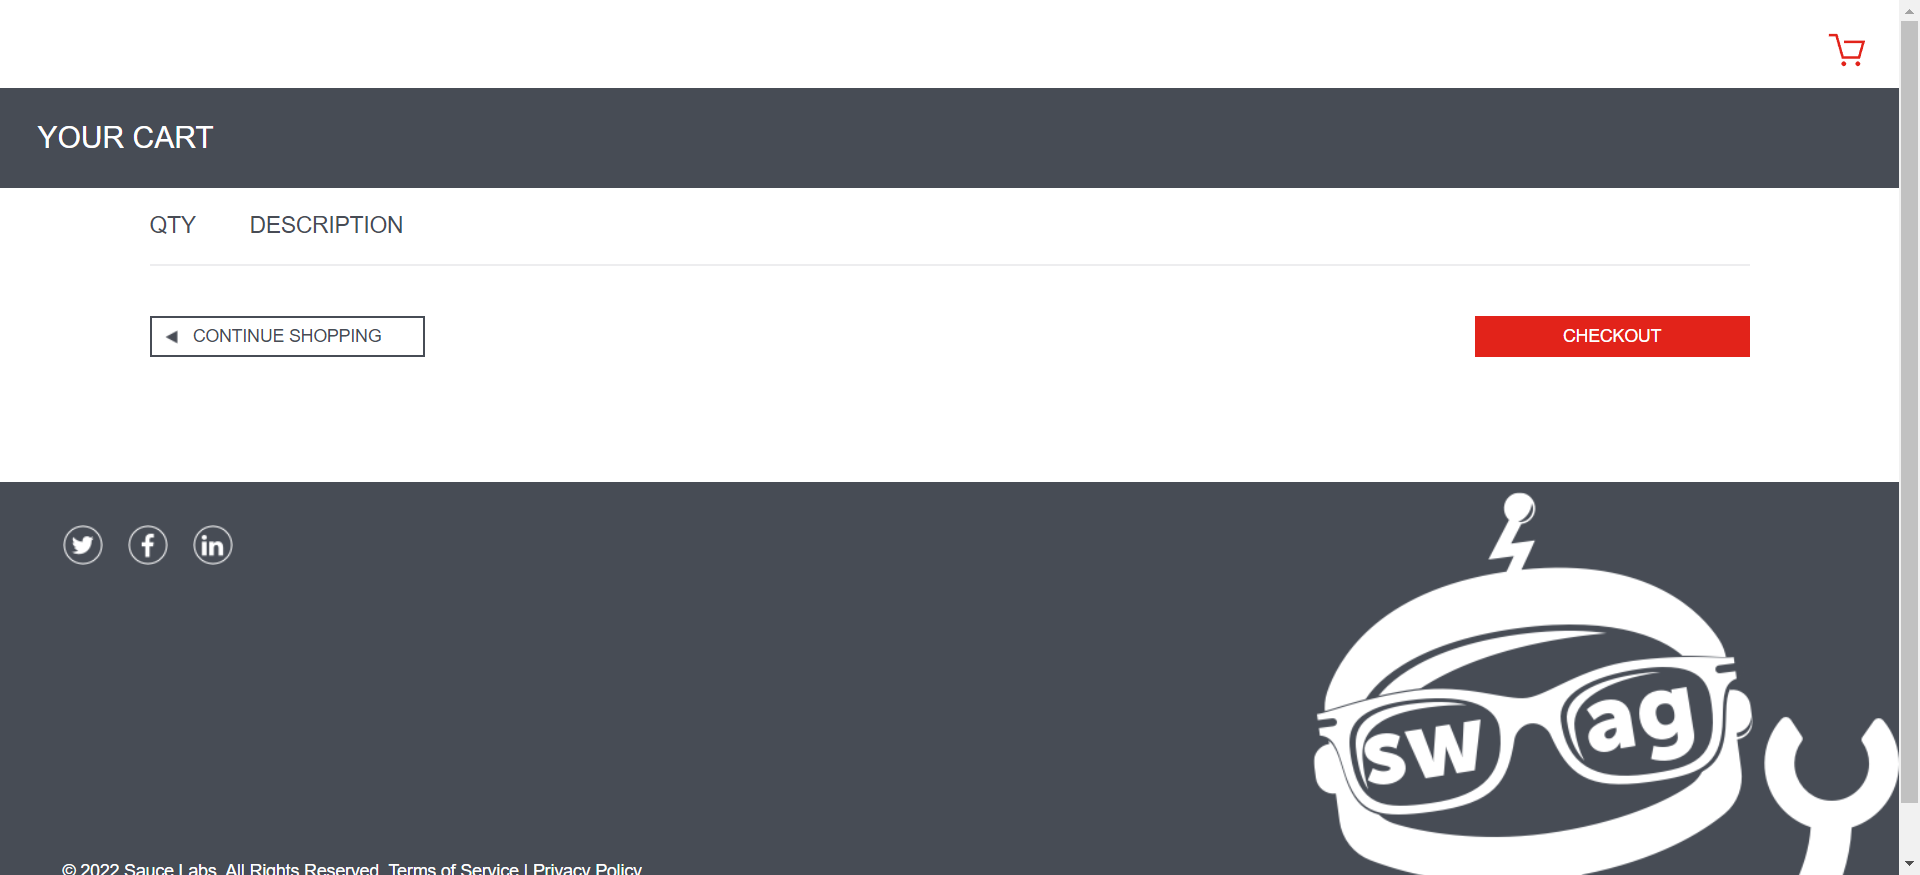 YOUR CART
QTY DESCRIPTION
CONTINUE SHOPPING
CHECKOUT
sw ag
© 2022 Sauce Labs. All Rights Reserved. Terms of Service | Privacy Policy